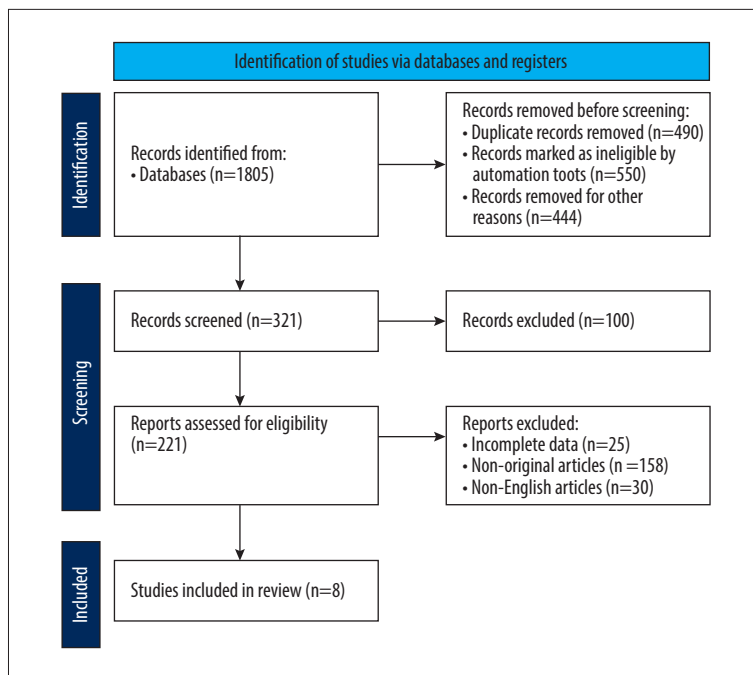 Identification of studies via databases and registers
Identification
Records identified from:
• Databases (n=1805)
Records removed before screening:
• Duplicate records removed (n=490)
• Records marked as ineligible by
automation toots (n=550)
• Records removed for other
reasons (n=444)
Screening
Records screened (n=321)
Records excluded (n=100)
Reports assessed for eligibility
(n=221)
Reports excluded:
• Incomplete data (n=25)
• Non-original articles (n =158)
• Non-English articles (n=30)
Included
Studies included in review (n=8)